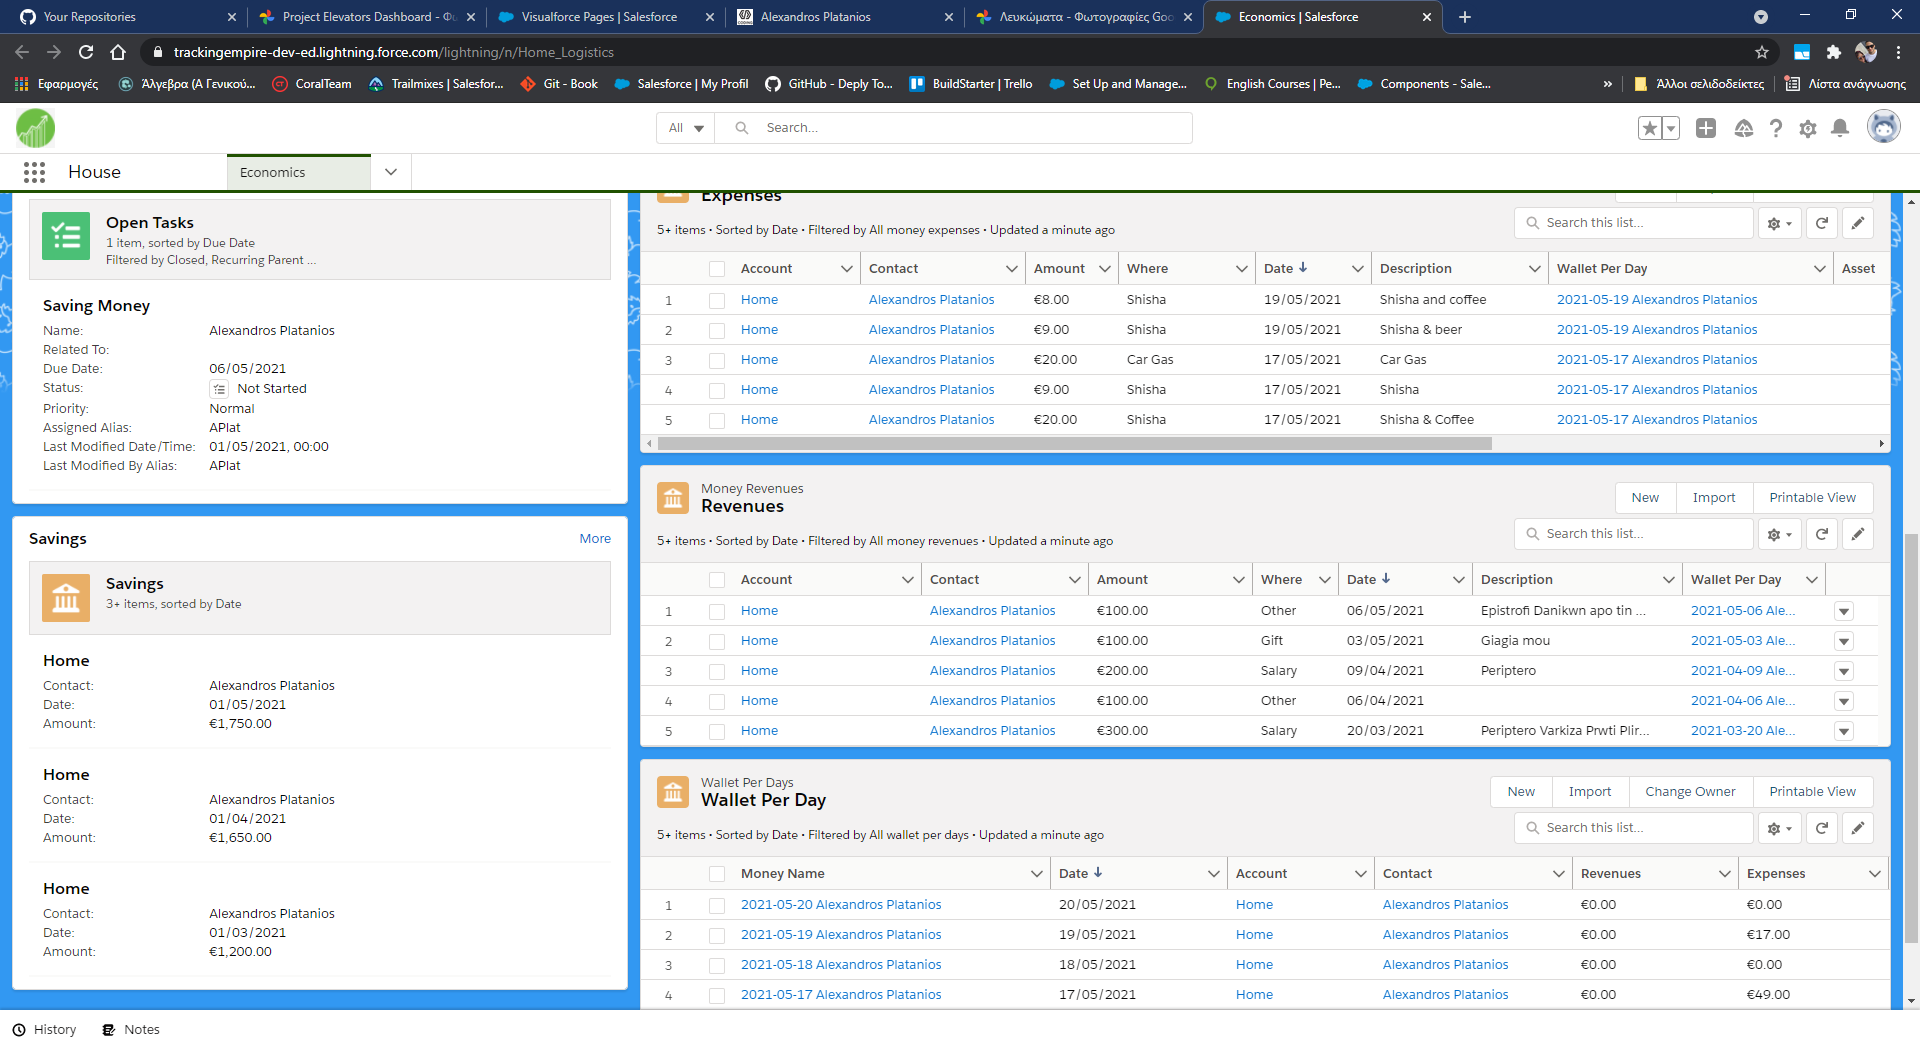 Your Repositories
Project Elevators Dashboard - Φω
Visualforce Pages | Salesforce
Alexandros Platanios
Λευκώματα - Φωτογραφίες Goo
Economics | Salesforce
trackingempire-dev-ed.lightning.force.com/lightning/n/Home_Logistics
Εφαρμογές
Άλγεβρα (Α Γενικού...
CoralTeam
Trailmixes | Salesfor...
Git - Book
Salesforce | My Profil
GitHub - Deply To...
BuildStarter | Trello
Set Up and Manage...
English Courses | Pe...
Components - Sale...
»
Άλλοι σελιδοδείκτες
Λίστα ανάγνωσης
All
Search...
House
Economics
Open Tasks
1 item, sorted by Due Date
Filtered by Closed, Recurring Parent ...
Saving Money
Name: Alexandros Platanios
Related To:
Due Date: 06/05/2021
Status: Not Started
Priority: Normal
Assigned Alias: APlat
Last Modified Date/Time: 01/05/2021, 00:00
Last Modified By Alias: APlat
Savings More
Savings
3+ items, sorted by Date
Home
Contact: Alexandros Platanios
Date: 01/05/2021
Amount: €1,750.00
Home
Contact: Alexandros Platanios
Date: 01/04/2021
Amount: €1,650.00
Home
Contact: Alexandros Platanios
Date: 01/03/2021
Amount: €1,200.00
Expenses
5+ items • Sorted by Date • Filtered by All money expenses • Updated a minute ago
Search this list...
Account Contact Amount Where Date Description Wallet Per Day Asset
1 Home Alexandros Platanios €8.00 Shisha 19/05/2021 Shisha and coffee 2021-05-19 Alexandros Platanios
2 Home Alexandros Platanios €9.00 Shisha 19/05/2021 Shisha & beer 2021-05-19 Alexandros Platanios
3 Home Alexandros Platanios €20.00 Car Gas 17/05/2021 Car Gas 2021-05-17 Alexandros Platanios
4 Home Alexandros Platanios €9.00 Shisha 17/05/2021 Shisha 2021-05-17 Alexandros Platanios
5 Home Alexandros Platanios €20.00 Shisha 17/05/2021 Shisha & Coffee 2021-05-17 Alexandros Platanios
Money Revenues
Revenues
New Import Printable View
5+ items • Sorted by Date • Filtered by All money revenues • Updated a minute ago
Search this list...
Account Contact Amount Where Date Description Wallet Per Day
1 Home Alexandros Platanios €100.00 Other 06/05/2021 Epistrofi Danikwn apo tin ... 2021-05-06 Ale...
2 Home Alexandros Platanios €100.00 Gift 03/05/2021 Giagia mou 2021-05-03 Ale...
3 Home Alexandros Platanios €200.00 Salary 09/04/2021 Periptero 2021-04-09 Ale...
4 Home Alexandros Platanios €100.00 Other 06/04/2021 2021-04-06 Ale...
5 Home Alexandros Platanios €300.00 Salary 20/03/2021 Periptero Varkiza Prwti Plir... 2021-03-20 Ale...
Wallet Per Days
Wallet Per Day
New Import Change Owner Printable View
5+ items • Sorted by Date • Filtered by All wallet per days • Updated a minute ago
Search this list...
Money Name Date Account Contact Revenues Expenses
1 2021-05-20 Alexandros Platanios 20/05/2021 Home Alexandros Platanios €0.00 €0.00
2 2021-05-19 Alexandros Platanios 19/05/2021 Home Alexandros Platanios €0.00 €17.00
3 2021-05-18 Alexandros Platanios 18/05/2021 Home Alexandros Platanios €0.00 €0.00
4 2021-05-17 Alexandros Platanios 17/05/2021 Home Alexandros Platanios €0.00 €49.00
History
Notes